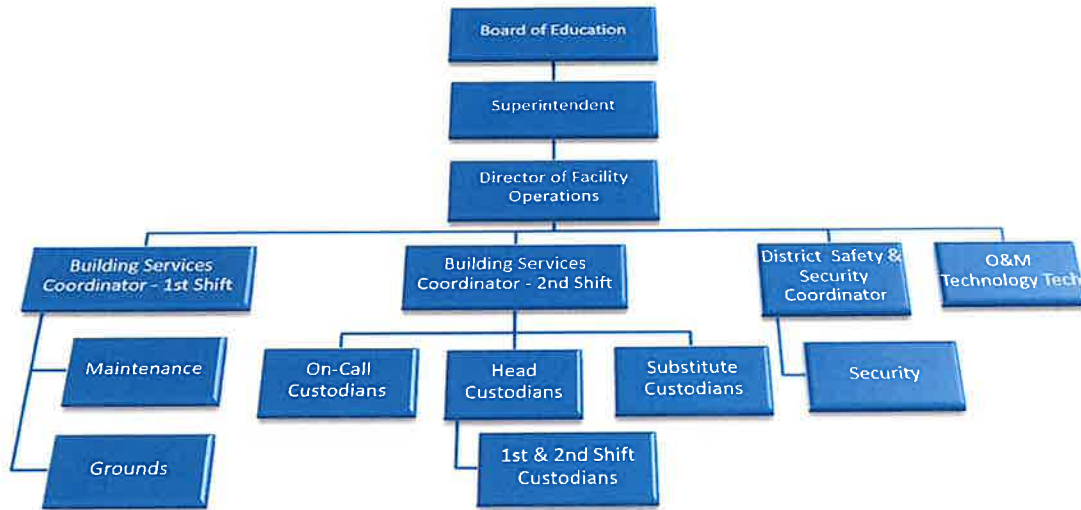 Board of Education
Superintendent
Director of Facility
Operations
Building Services
Coordinator - 1st Shift
Building Services
Coordinator - 2nd Shift
District Safety &
Security
Coordinator
O&M
Technology Tech
Maintenance
On-Call
Custodians
Head
Custodians
Substitute
Custodians
Security
Grounds
1st & 2nd Shift
Custodians